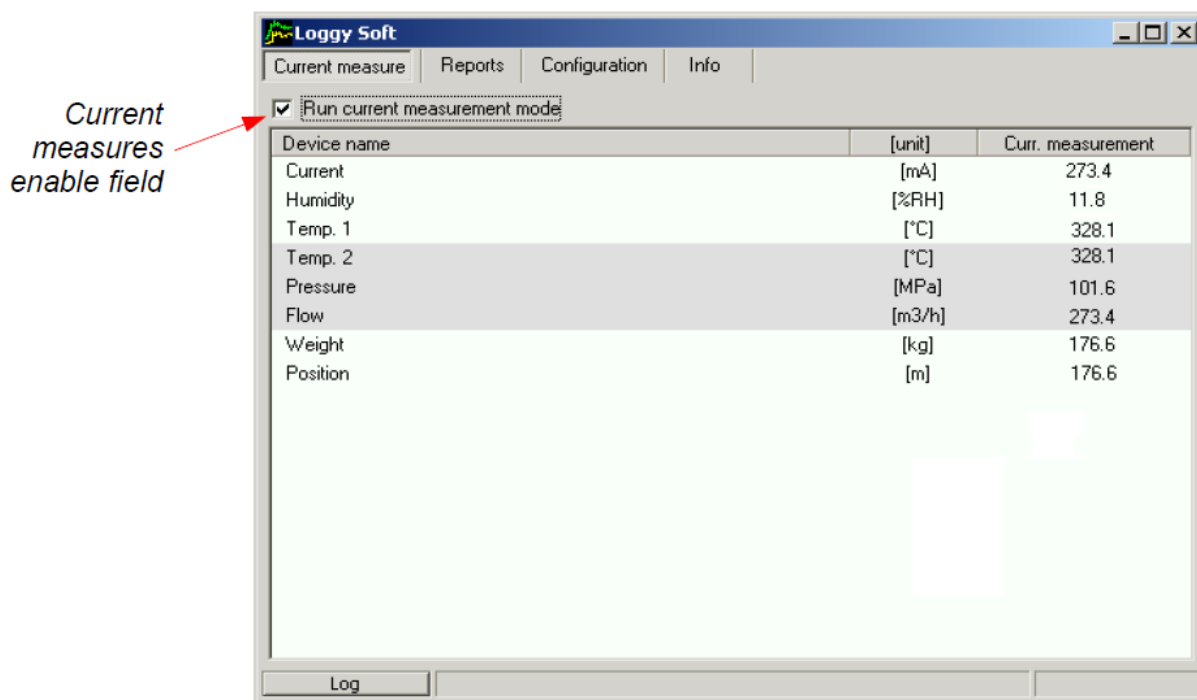 Loggy Soft
Current measure Reports Configuration Info
Current
measures
enable field
Run current measurement mode
Device name [unit] Curr. measurement
Current [mA] 273.4
Humidity [%RH] 11.8
Temp. 1 [°C] 328.1
Temp. 2 [°C] 328.1
Pressure [MPa] 101.6
Flow [m3/h] 273.4
Weight [kg] 176.6
Position [m] 176.6
Log